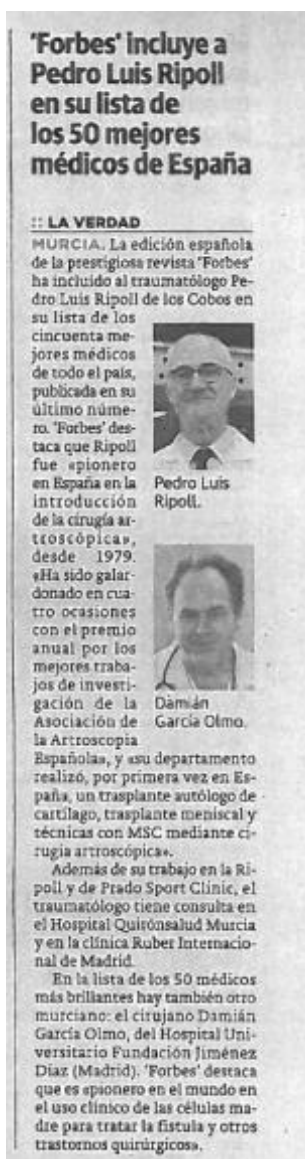 'Forbes' incluye a
Pedro Luis Ripoll
en su lista de
los 50 mejores
médicos de España
:: LA VERDAD
MURCIA. La edición española
de la prestigiosa revista 'Forbes'
ha incluido al traumatólogo Pe-
dro Luis Ripoll de los Cobos en
su lista de los
cincuenta me-
jores médicos
de todo el país,
publicada en su
último núme-
ro. 'Forbes' des-
taca que Ripoll
fue «pionero
en España en la
introducción
de la cirugía ar-
troscópica»,
desde 1979.
«Ha sido galar-
donado en cua-
tro ocasiones
con el premio
anual por los
mejores traba-
jos de investi-
gación de la
Asociación de
la Artroscopia
Española», y «su departamento
realizó, por primera vez en Es-
paña, un trasplante autólogo de
cartílago, trasplante meniscal y
técnicas con MSC mediante ci-
rugía artroscópica».
Además de su trabajo en la Ri-
poll y de Prado Sport Clinic, el
traumatólogo tiene consulta en
el Hospital Quirónsalud Murcia
y en la clínica Ruber Internacio-
nal de Madrid.
En la lista de los 50 médicos
más brillantes hay también otro
murciano: el cirujano Damián
García Olmo, del Hospital Uni-
versitario Fundación Jiménez
Díaz (Madrid). 'Forbes' destaca
que es «pionero en el mundo en
el uso clínico de las células ma-
dre para tratar la fístula y otros
trastornos quirúrgicos».
Pedro Luis
Ripoll.
Damián
García Olmo.